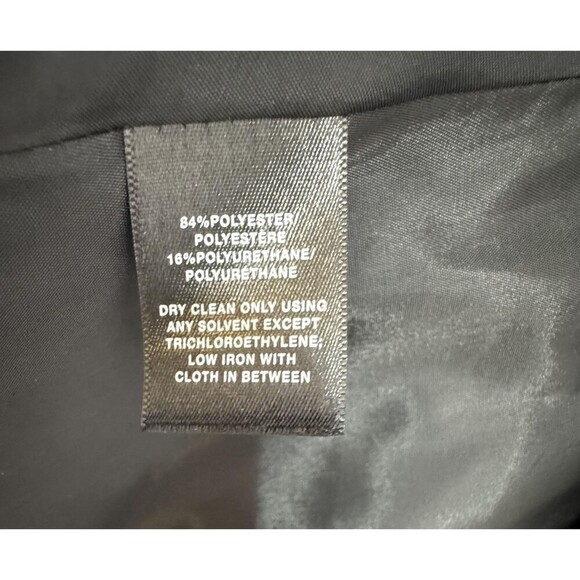 84%POLYESTER/
POLYESTERE
16%POLYURETHANE/
POLYURETHANE
DRY CLEAN ONLY USING
ANY SOLVENT EXCEPT
TRICHLOROETHYLENE;
LOW IRON WITH
CLOTH IN BETWEEN